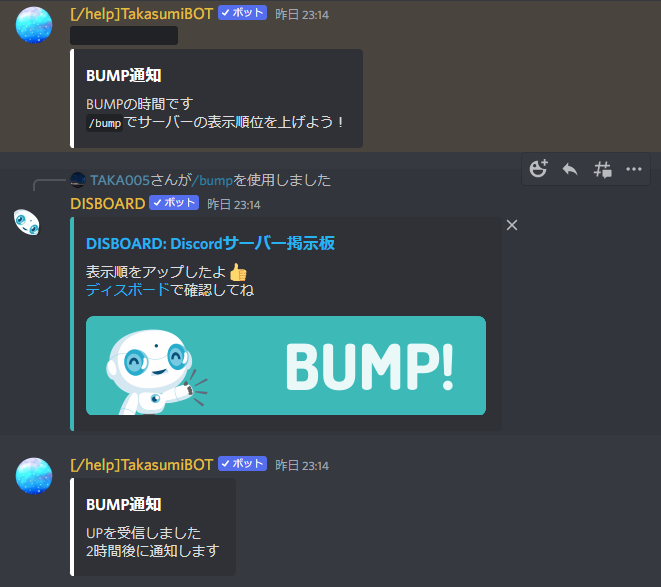 [/help]TakasumiBOT ✓ボット 昨日 23:14
BUMP通知
BUMPの時間です
/bumpでサーバーの表示順位を上げよう！
TAKA005さんが/bumpを使用しました
DISBOARD ✓ボット 昨日 23:14
DISBOARD: Discordサーバー掲示板
表示順をアップしたよ👍
ディスボードで確認してね
BUMP!
[/help]TakasumiBOT ✓ボット 昨日 23:14
BUMP通知
UPを受信しました
2時間後に通知します